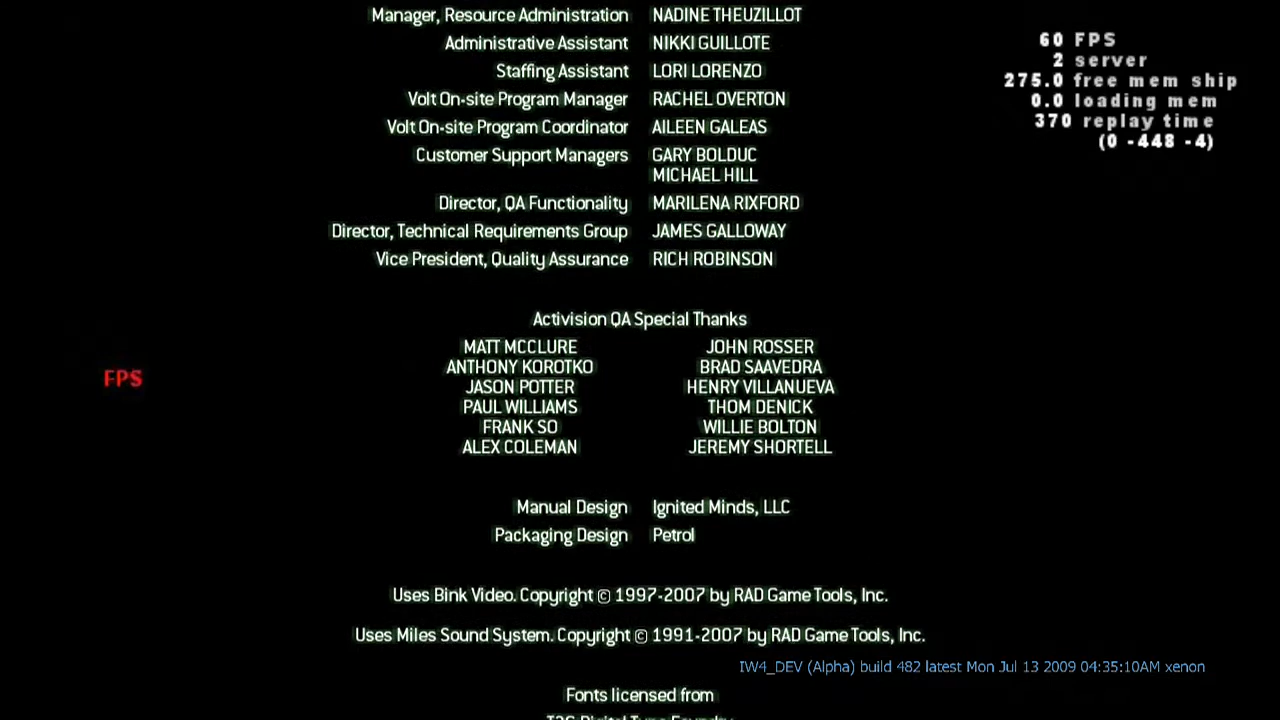 Manager, Resource Administration NADINE THEUZILLOT
Administrative Assistant NIKKI GUILLOTE
Staffing Assistant LORI LORENZO
Volt On-site Program Manager RACHEL OVERTON
Volt On-site Program Coordinator AILEEN GALEAS
Customer Support Managers GARY BOLDUC
MICHAEL HILL
Director, QA Functionality MARILENA RIXFORD
Director, Technical Requirements Group JAMES GALLOWAY
Vice President, Quality Assurance RICH ROBINSON
60 FPS
2 server
275.0 free mem ship
0.0 loading mem
370 replay time
(0 -448 -4)
Activision QA Special Thanks
MATT MCCLURE JOHN ROSSER
ANTHONY KOROTKO BRAD SAAVEDRA
FPS
JASON POTTER HENRY VILLANUEVA
PAUL WILLIAMS THOM DENICK
FRANK SO WILLIE BOLTON
ALEX COLEMAN JEREMY SHORTELL
Manual Design Ignited Minds, LLC
Packaging Design Petrol
Uses Bink Video. Copyright © 1997-2007 by RAD Game Tools, Inc.
Uses Miles Sound System. Copyright © 1991-2007 by RAD Game Tools, Inc.
IW4_DEV (Alpha) build 482 latest Mon Jul 13 2009 04:35:10AM xenon
Fonts licensed from
Digital Type Foundry